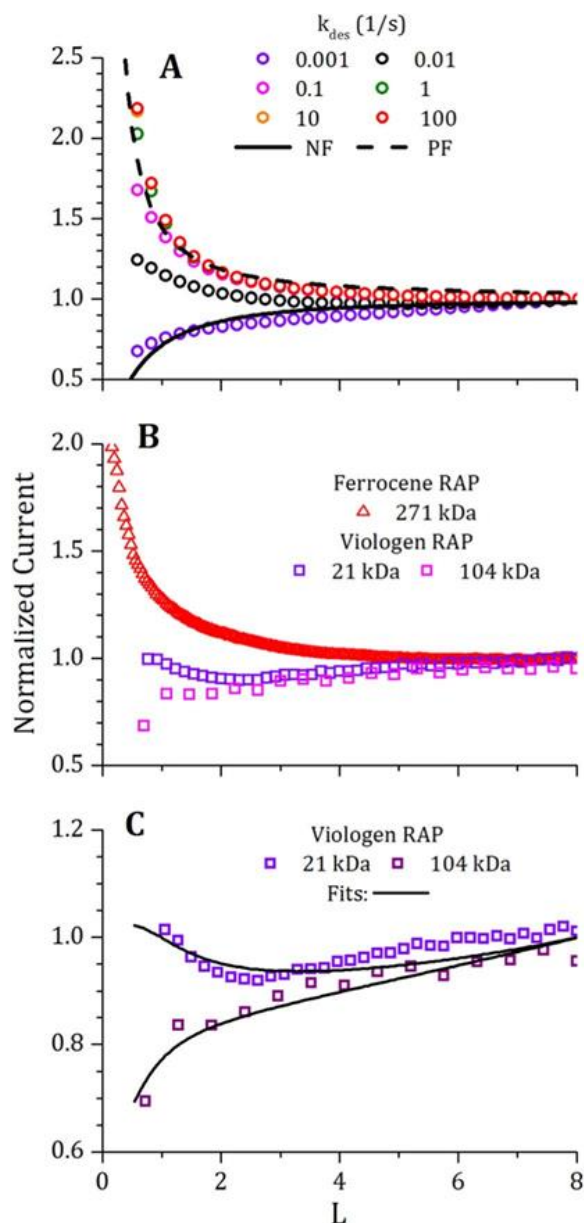 k_des (1/s)
0.001 0.01
0.1 1
10 100
NF PF
A
2.5
2.0
1.5
1.0
0.5
B
Ferrocene RAP
271 kDa
Viologen RAP
21 kDa 104 kDa
2.0
1.5
1.0
0.5
Normalized Current
C
Viologen RAP
21 kDa 104 kDa
Fits:
1.2
1.0
0.8
0.6
0 2 4 6 8
L